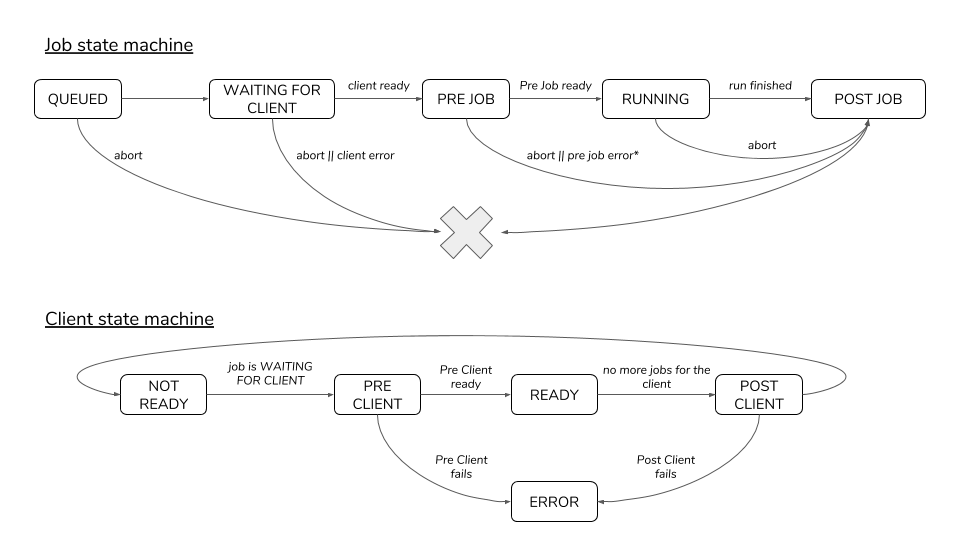 Job state machine
client ready
Pre Job ready
run finished
QUEUED
WAITING FOR
CLIENT
PRE JOB
RUNNING
POST JOB
abort
abort || client error
abort || pre job error*
abort
Client state machine
job is WAITING
FOR CLIENT
Pre Client
ready
no more jobs for the
client
NOT
READY
PRE
CLIENT
READY
POST
CLIENT
Pre Client
fails
Post Client
fails
ERROR